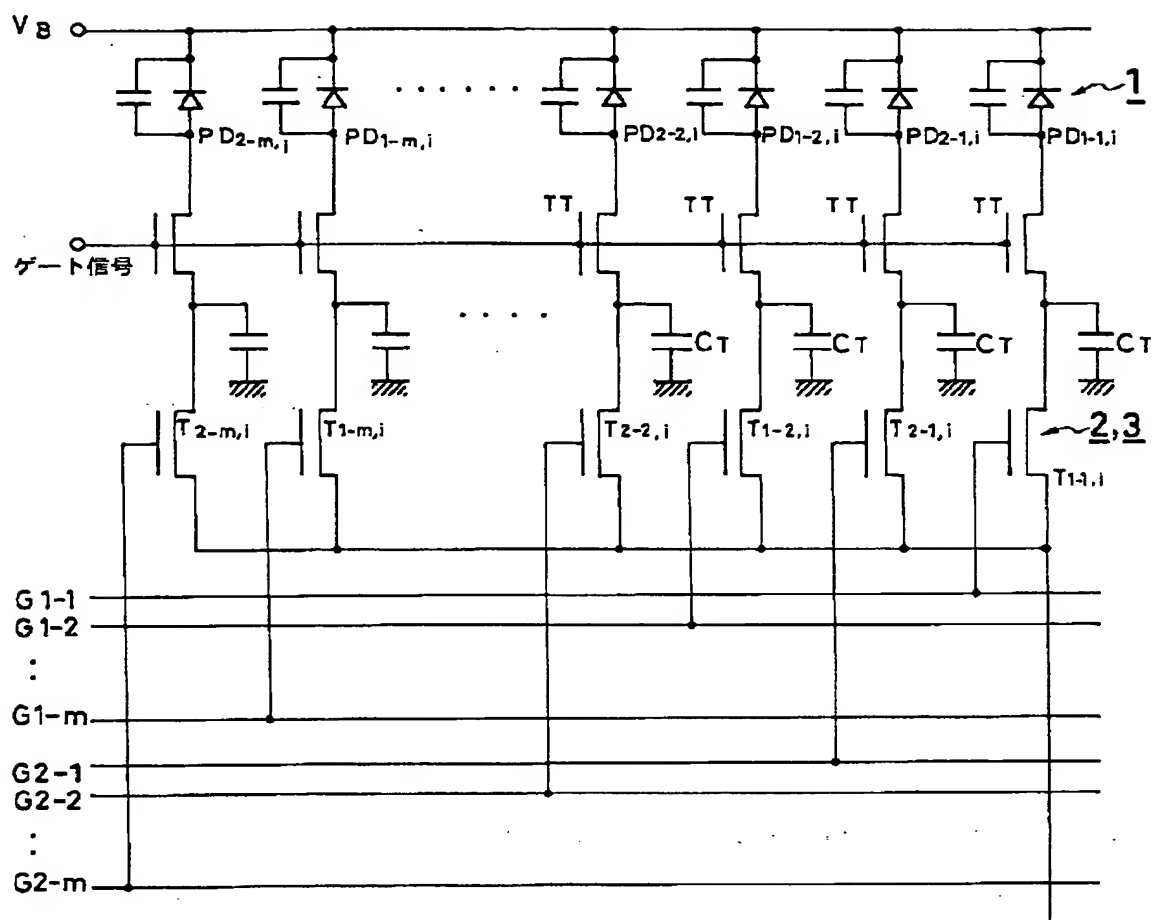 VB
1
PD2-m,i PD1-m,i ...... PD2-2,i PD1-2,i PD2-1,i PD1-1,i
TT TT TT TT
ゲート信号
....
CT CT CT CT
T2-m,i T1-m,i T2-2,i T1-2,i T2-1,i 2,3
T1-1,i
G1-1
G1-2
:
G1-m
G2-1
G2-2
:
G2-m